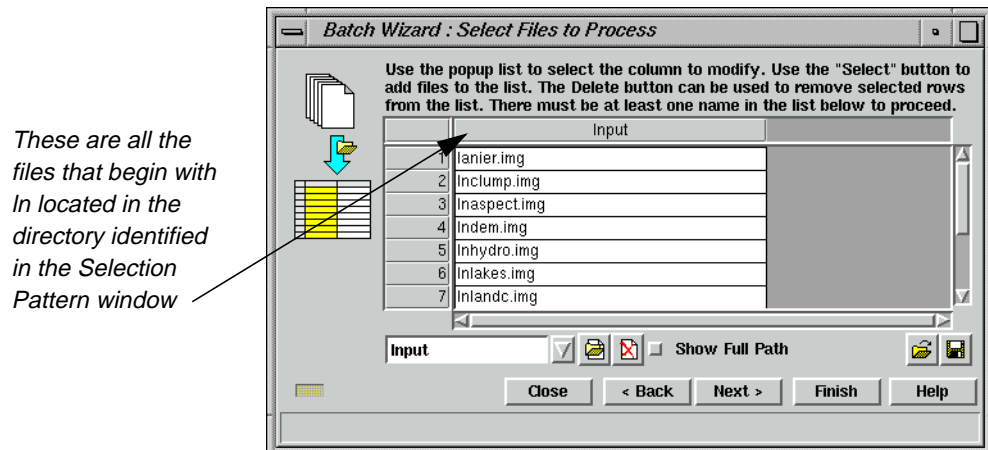 Batch Wizard : Select Files to Process
Use the popup list to select the column to modify. Use the "Select" button to
add files to the list. The Delete button can be used to remove selected rows
from the list. There must be at least one name in the list below to proceed.
These are all the
files that begin with
ln located in the
directory identified
in the Selection
Pattern window
Input
1 lanier.img
2 lnclump.img
3 lnaspect.img
4 lndem.img
5 lnhydro.img
6 lnlakes.img
7 lnlandc.img
Input Show Full Path
Close < Back Next > Finish Help